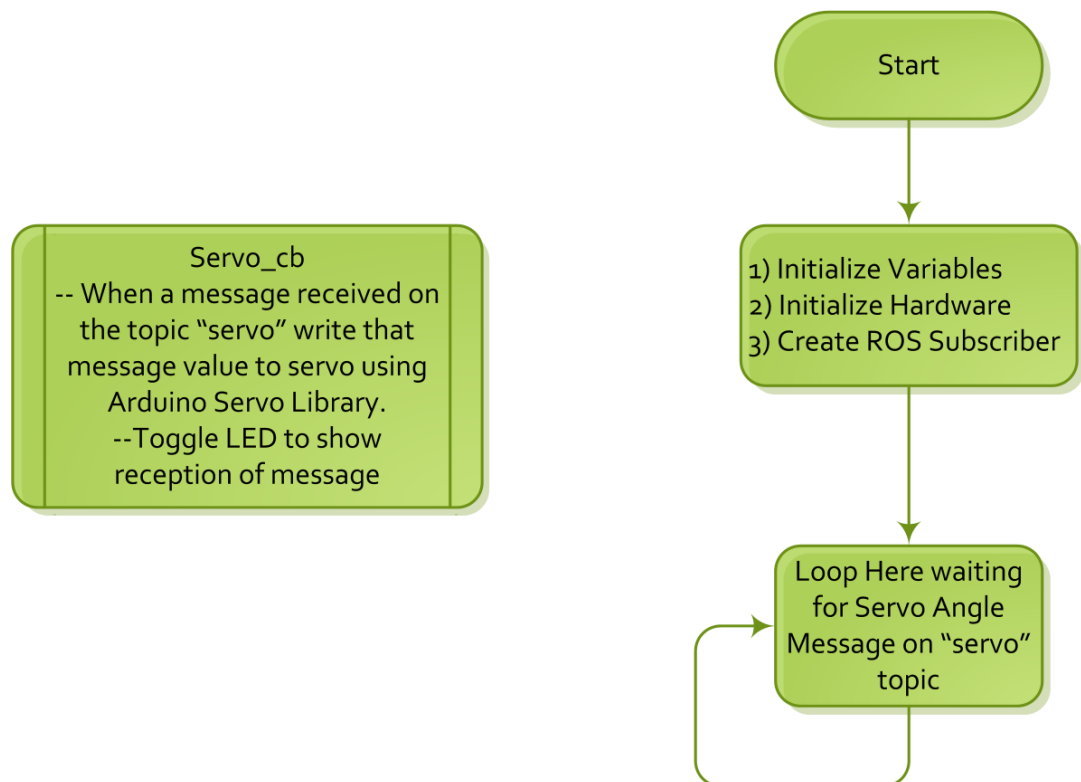 Start
Servo_cb
-- When a message received on
the topic “servo” write that
message value to servo using
Arduino Servo Library.
--Toggle LED to show
reception of message
1) Initialize Variables
2) Initialize Hardware
3) Create ROS Subscriber
Loop Here waiting
for Servo Angle
Message on “servo”
topic